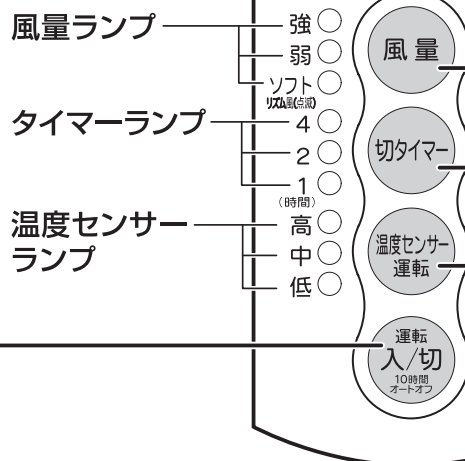 風量ランプ
強
弱
ソフト
リズム風(点滅)
風量
タイマーランプ
4
2
1
(時間)
切タイマー
温度センサー
ランプ
高
中
低
温度センサー
運転
運転
入/切
10時間
オートオフ